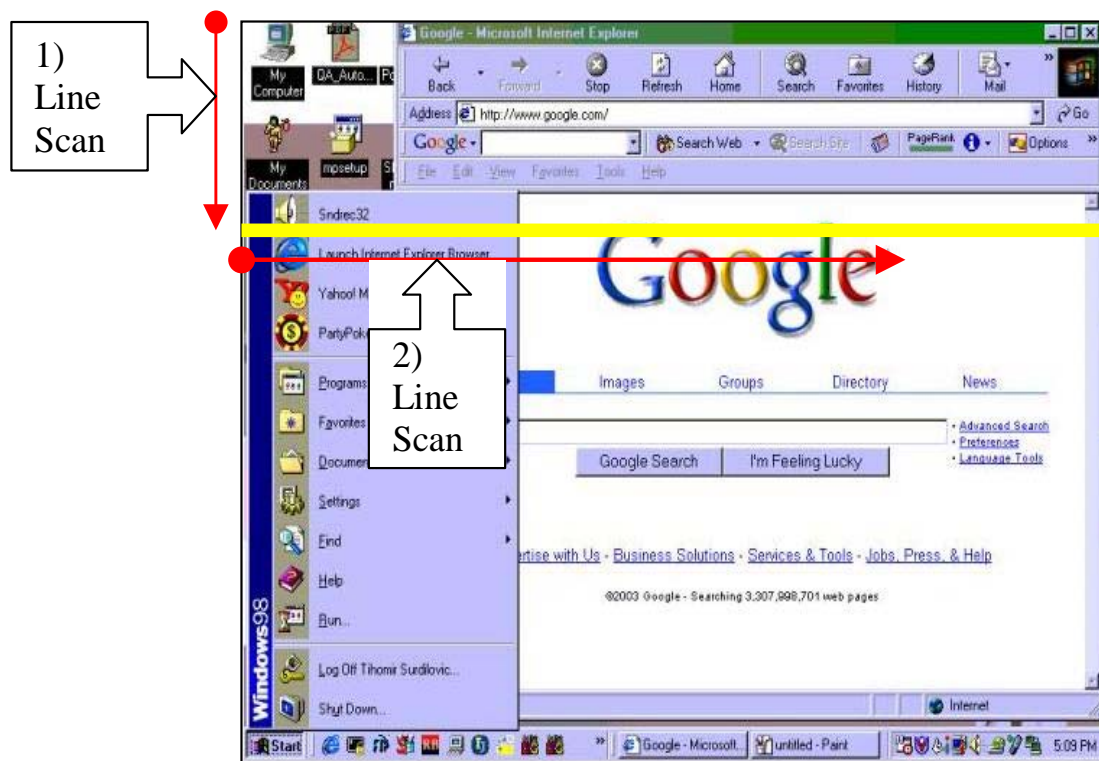 1)
Line
Scan
My
Computer
QA_Auto...
Google - Microsoft Internet Explorer
Back Forward Stop Refresh Home Search Favorites History Mail »
Address http://www.google.com/ Go
Google Search Web Search Site PageRank Options »
My
Documents
mpsetup
File Edit View Favorites Tools Help
Sndrec32
Launch Internet Explorer Browser
Yahoo! M
PartyPok
Google
2)
Line
Scan
Programs
Favorites
Documen
Settings
Find
Help
Run...
Log Off Tihomir Surdilovic...
Shut Down...
Windows98
Images Groups Directory News
Advanced Search
Preferences
Language Tools
Google Search I'm Feeling Lucky
ertise with Us - Business Solutions - Services & Tools - Jobs, Press, & Help
©2003 Google - Searching 3,307,998,701 web pages
Internet
Start » Google - Microsoft... untitled - Paint 5:09 PM